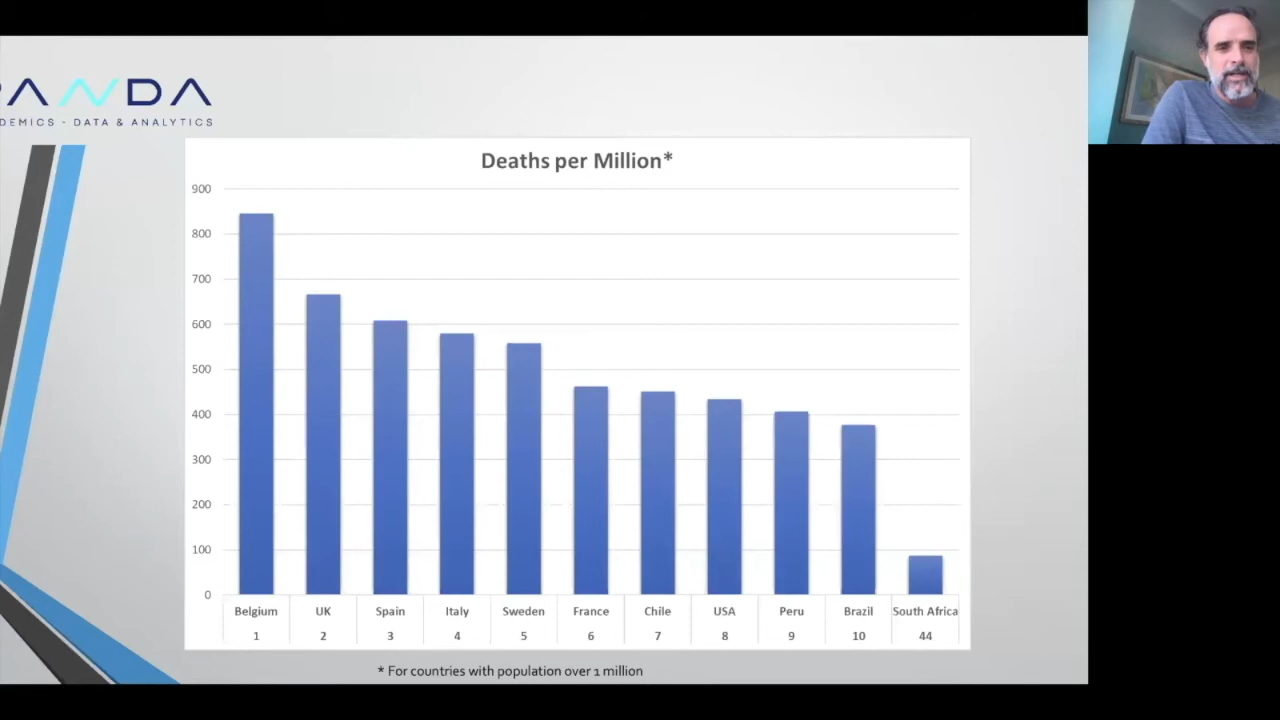 PANDA
DEMICS - DATA & ANALYTICS
Deaths per Million*
900
800
700
600
500
400
300
200
100
0
Belgium UK Spain Italy Sweden France Chile USA Peru Brazil South Africa
1 2 3 4 5 6 7 8 9 10 44
* For countries with population over 1 million